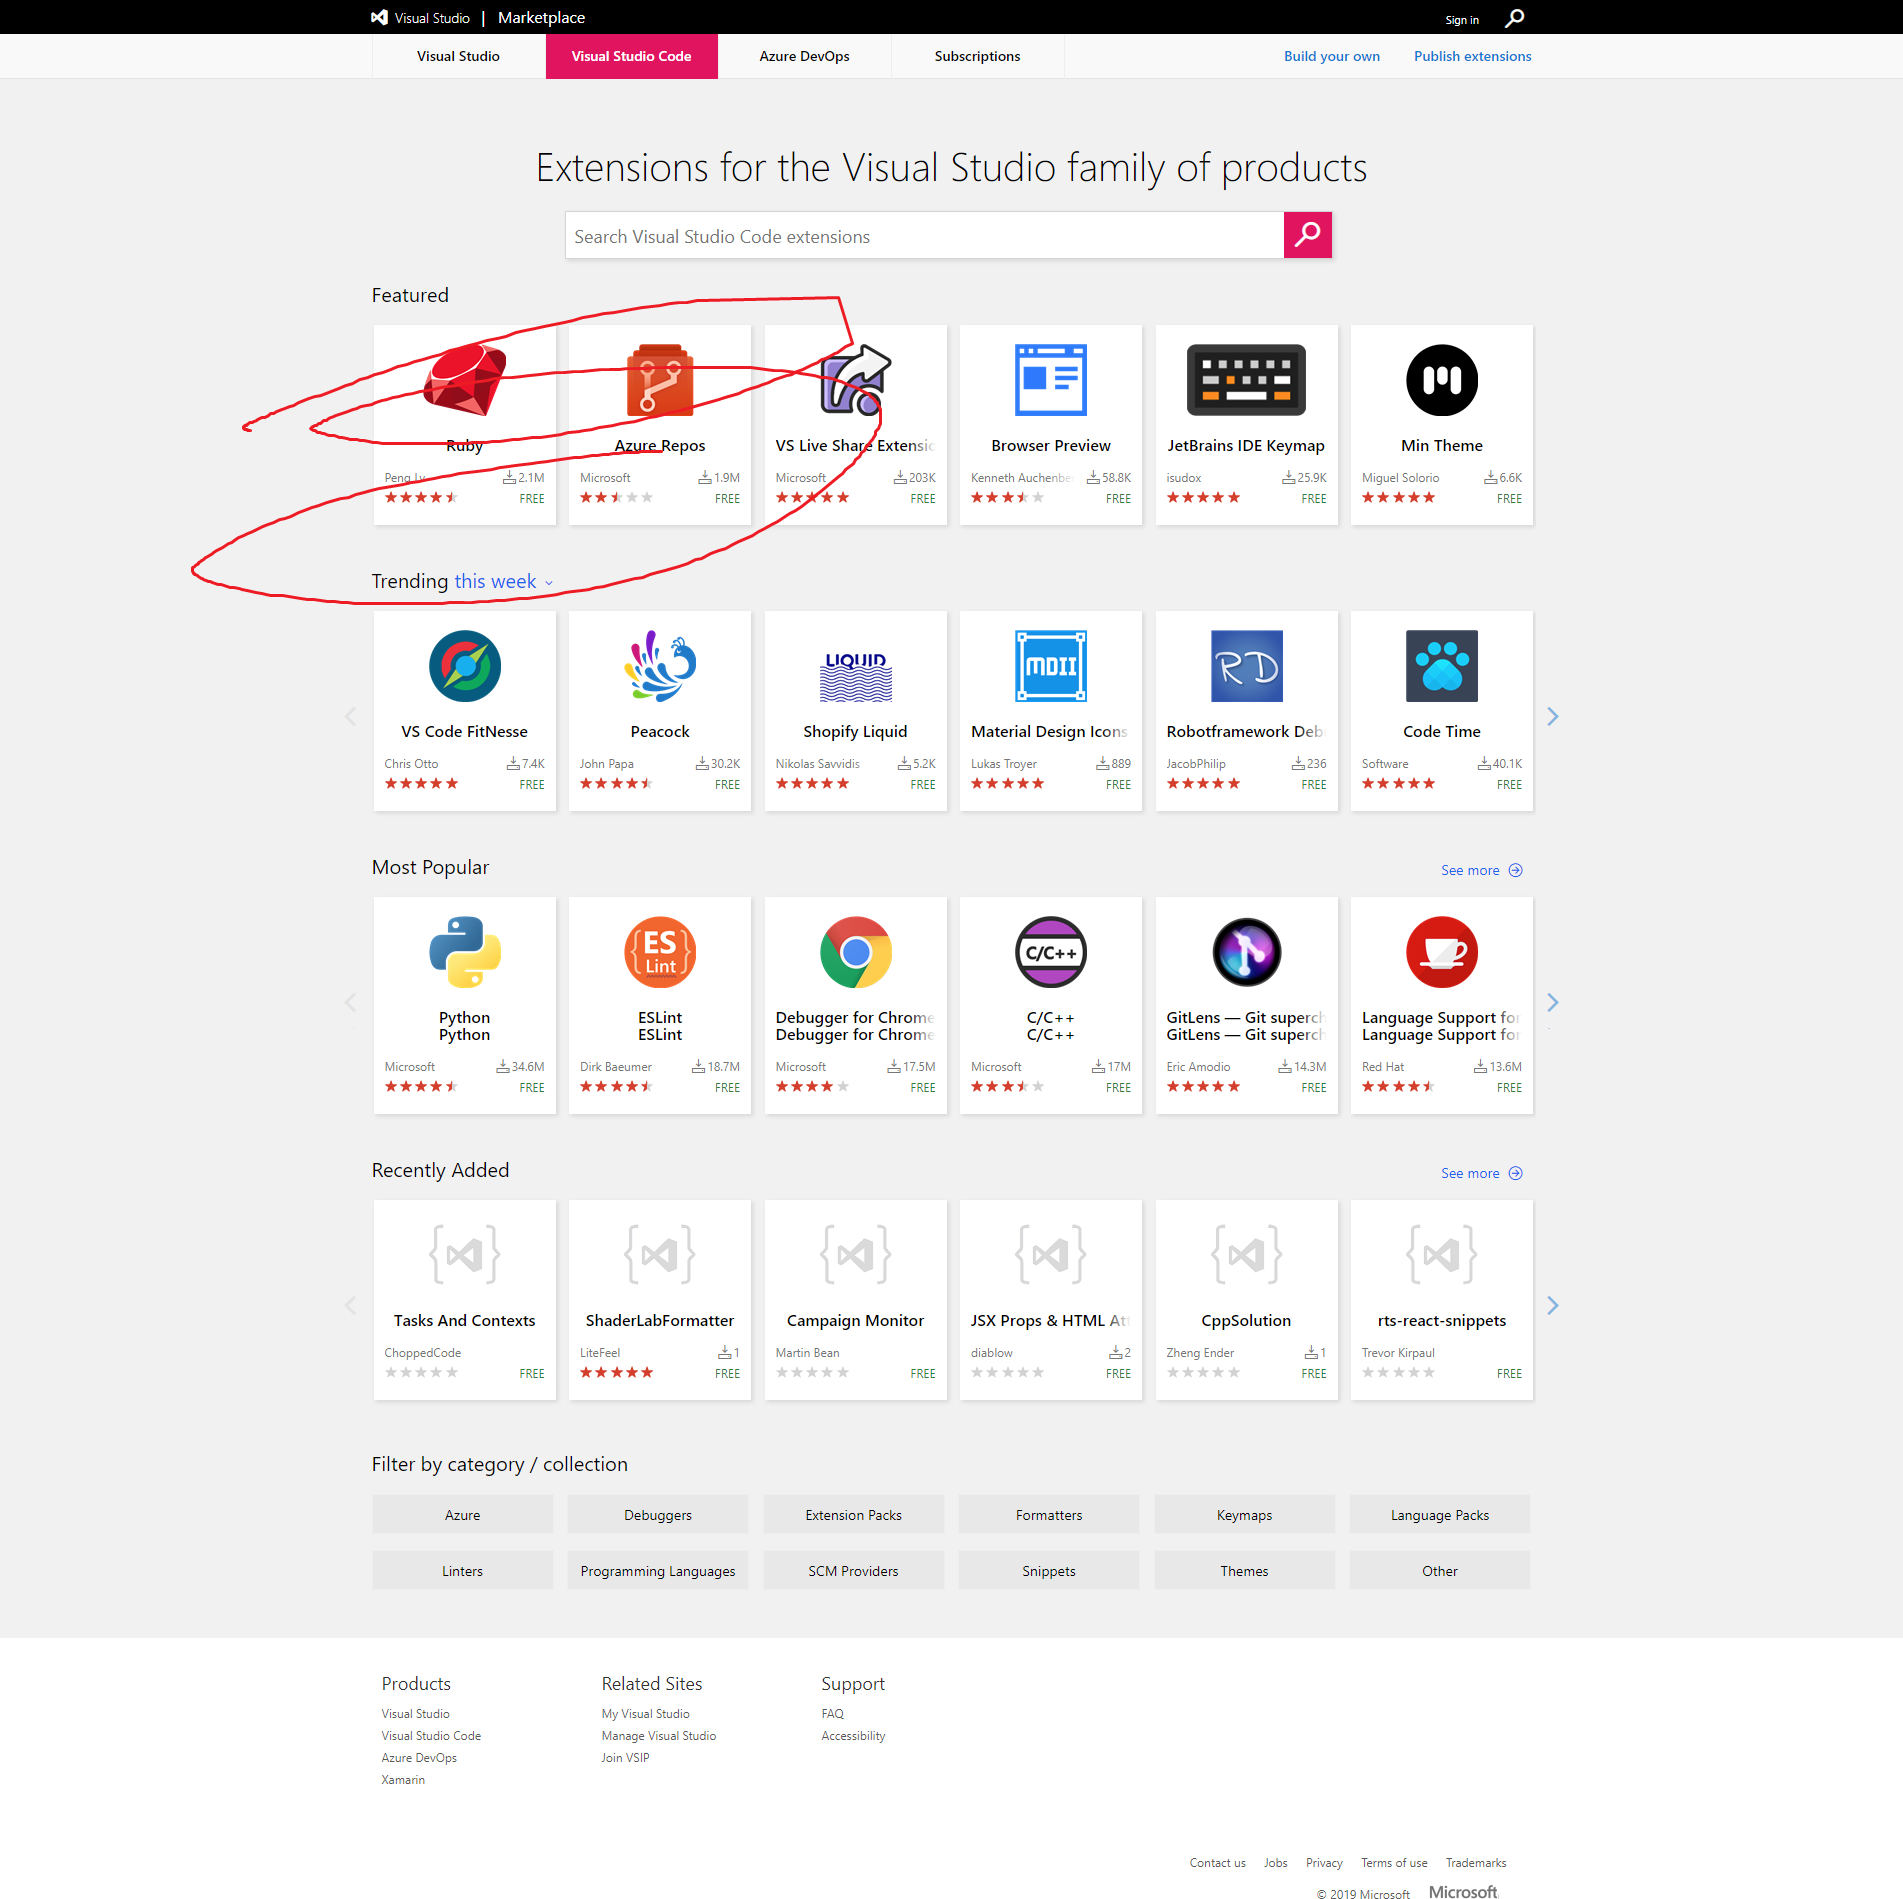 Visual Studio | Marketplace
Sign in
Visual Studio
Visual Studio Code
Azure DevOps
Subscriptions
Build your own
Publish extensions
Extensions for the Visual Studio family of products
Search Visual Studio Code extensions
Featured
Ruby
Peng Lv 2.1M
FREE
Azure Repos
Microsoft 1.9M
FREE
VS Live Share Extensic
Microsoft 203K
FREE
Browser Preview
Kenneth Auchenbe 58.8K
FREE
JetBrains IDE Keymap
isudox 25.9K
FREE
Min Theme
Miguel Solorio 6.6K
FREE
Trending this week
VS Code FitNesse
Chris Otto 7.4K
FREE
Peacock
John Papa 30.2K
FREE
LIQUID
Shopify Liquid
Nikolas Savvidis 5.2K
FREE
MDII
Material Design Icons
Lukas Troyer 889
FREE
RD
Robotframework Deb
JacobPhilip 236
FREE
Code Time
Software 40.1K
FREE
Most Popular
See more
Python
Python
Microsoft 34.6M
FREE
{ES
Lint}
ESLint
ESLint
Dirk Baeumer 18.7M
FREE
Debugger for Chrome
Debugger for Chrome
Microsoft 17.5M
FREE
C/C++
C/C++
C/C++
Microsoft 17M
FREE
GitLens — Git superch
GitLens — Git superch
Eric Amodio 14.3M
FREE
Language Support for
Language Support for
Red Hat 13.6M
FREE
Recently Added
See more
Tasks And Contexts
ChoppedCode
FREE
ShaderLabFormatter
LiteFeel 1
FREE
Campaign Monitor
Martin Bean
FREE
JSX Props & HTML Att
diablow 2
FREE
CppSolution
Zheng Ender 1
FREE
rts-react-snippets
Trevor Kirpaul
FREE
Filter by category / collection
Azure
Debuggers
Extension Packs
Formatters
Keymaps
Language Packs
Linters
Programming Languages
SCM Providers
Snippets
Themes
Other
Products
Visual Studio
Visual Studio Code
Azure DevOps
Xamarin
Related Sites
My Visual Studio
Manage Visual Studio
Join VSIP
Support
FAQ
Accessibility
Contact us
Jobs
Privacy
Terms of use
Trademarks
© 2019 Microsoft
Microsoft